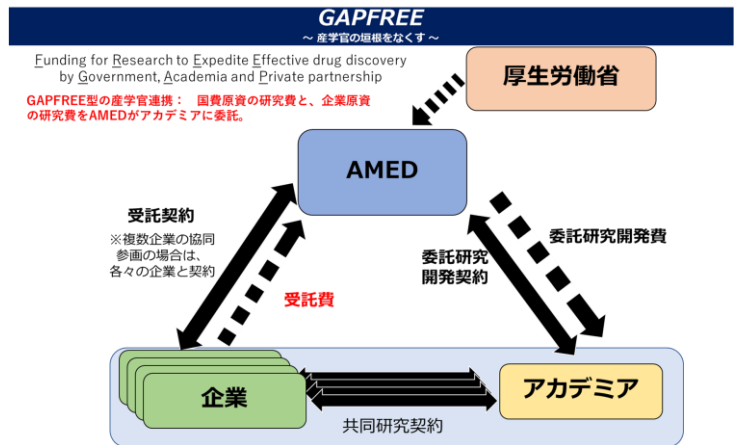 GAPFREE
～ 産学官の垣根をなくす ～
Funding for Research to Expedite Effective drug discovery
by Government, Academia and Private partnership
GAPFREE型の産学官連携： 国費原資の研究費と、企業原資
の研究費をAMEDがアカデミアに委託。
厚生労働省
AMED
受託契約
※複数企業の協同
参画の場合は、
各々の企業と契約
受託費
委託研究
開発契約
委託研究開発費
企業
アカデミア
共同研究契約